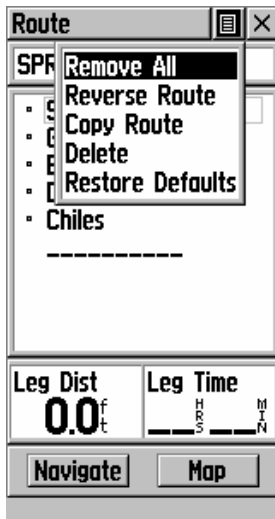 Route
SPR
Remove All
Reverse Route
Copy Route
Delete
Restore Defaults
Chiles
Leg Dist
0.0 ft
Leg Time
HRS MIN
Navigate
Map